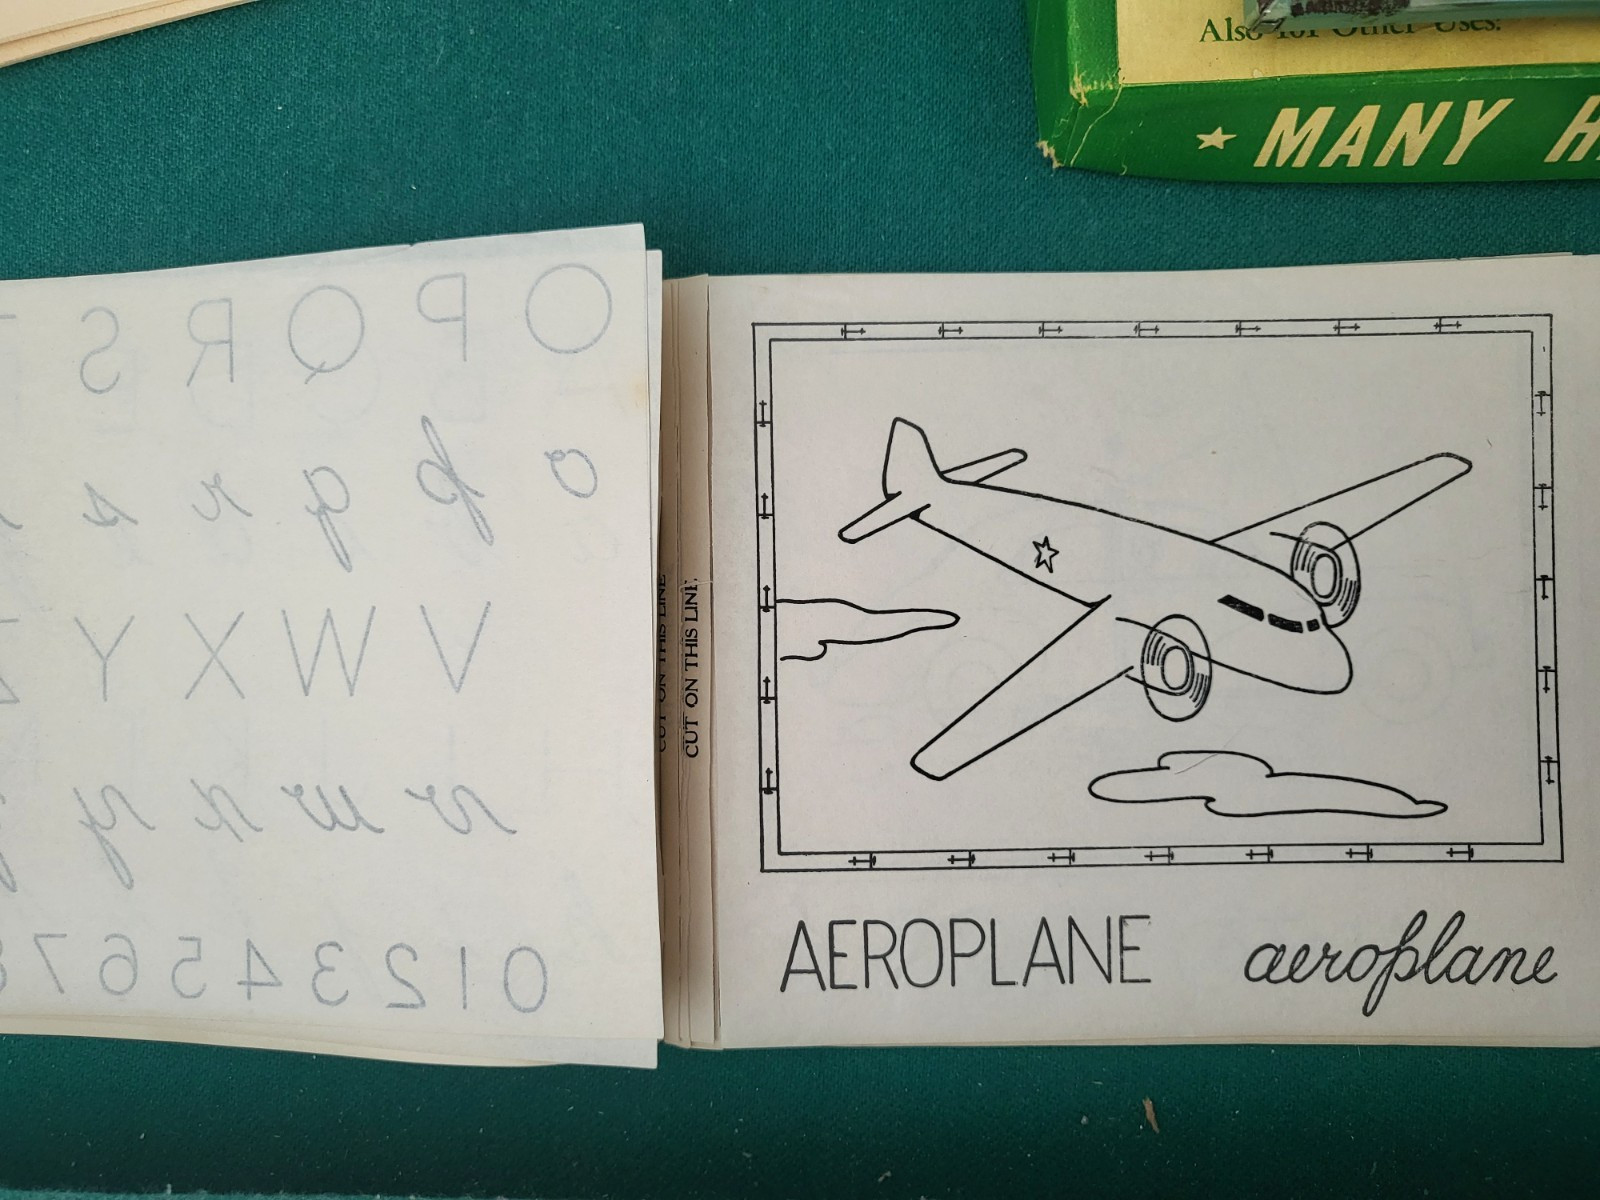 Also for Other Uses.
★ MANY
O P Q R S
o p q r s
V W X Y Z
v w x y
0 1 2 3 4 5 6 7 8
CUT ON THIS LINE
CUT ON THIS LINE.
AEROPLANE aeroplane